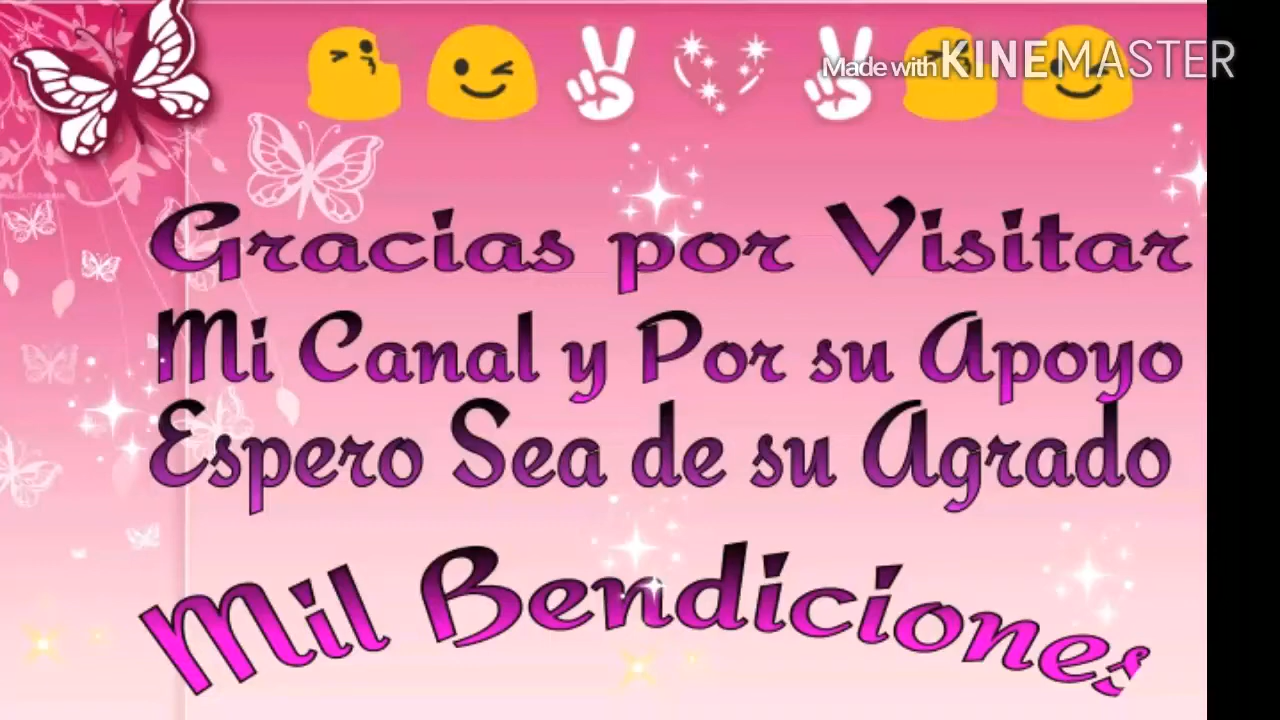 Made with KINEMASTER
Gracias por Visitar
Mi Canal y Por su Apoyo
Espero Sea de su Agrado
Mil Bendiciones